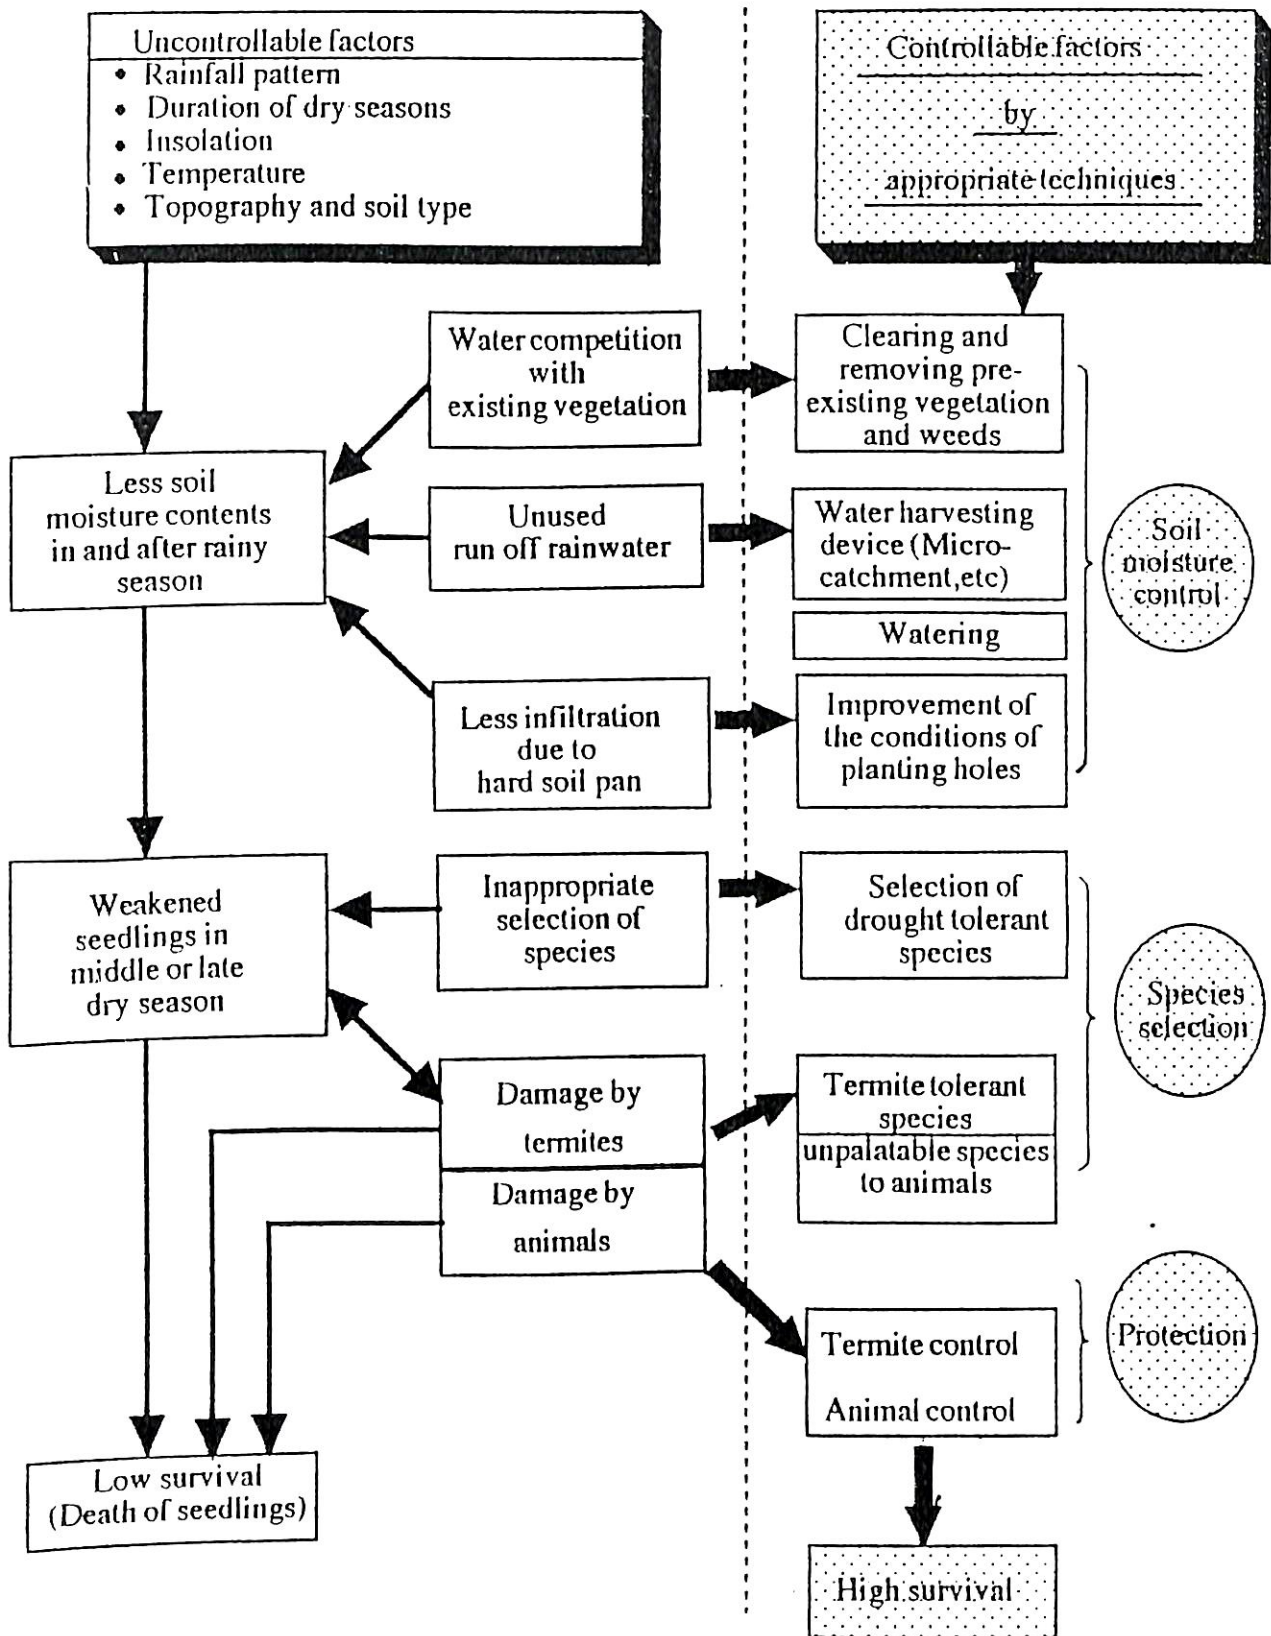 Uncontrollable factors
• Rainfall pattern
• Duration of dry seasons
• Insolation
• Temperature
• Topography and soil type
Controllable factors
by
appropriate techniques
Water competition
with
existing vegetation
Clearing and
removing pre-
existing vegetation
and weeds
Less soil
moisture contents
in and after rainy
season
Unused
run off rainwater
Water harvesting
device (Micro-
catchment,etc)
Soil
moisture
control
Watering
Less infiltration
due to
hard soil pan
Improvement of
the conditions of
planting holes
Weakened
seedlings in
middle or late
dry season
Inappropriate
selection of
species
Selection of
drought tolerant
species
Species
selection
Damage by
termites
Termite tolerant
species
unpalatable species
to animals
Damage by
animals
Termite control
Animal control
Protection
Low survival
(Death of seedlings)
High survival